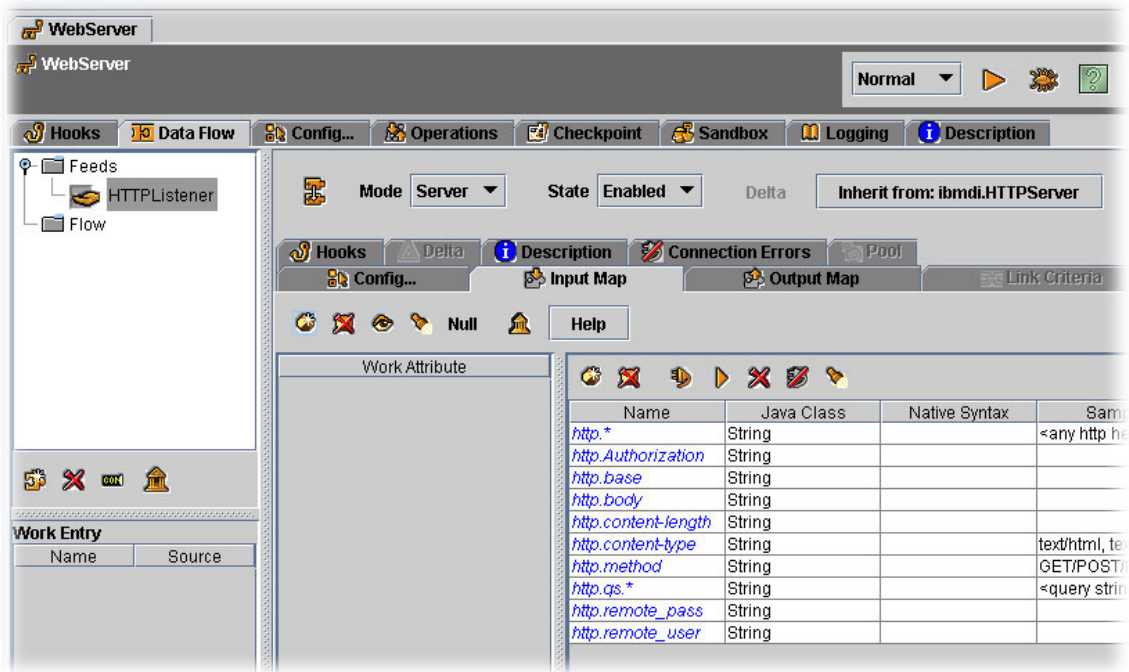 WebServer
WebServer
Normal
Hooks Data Flow Config... Operations Checkpoint Sandbox Logging Description
Feeds
HTTPListener
Flow
Mode Server State Enabled Delta Inherit from: ibmdi.HTTPServer
Hooks Delta Description Connection Errors Pool
Config... Input Map Output Map Link Criteria
Null Help
Work Attribute
Name Java Class Native Syntax Sam
http.* String <any http he
http.Authorization String
http.base String
http.body String
http.content-length String
http.content-type String text/html, te
http.method String GET/POST/
http.qs.* String <query strin
http.remote_pass String
http.remote_user String
CON
Work Entry
Name Source